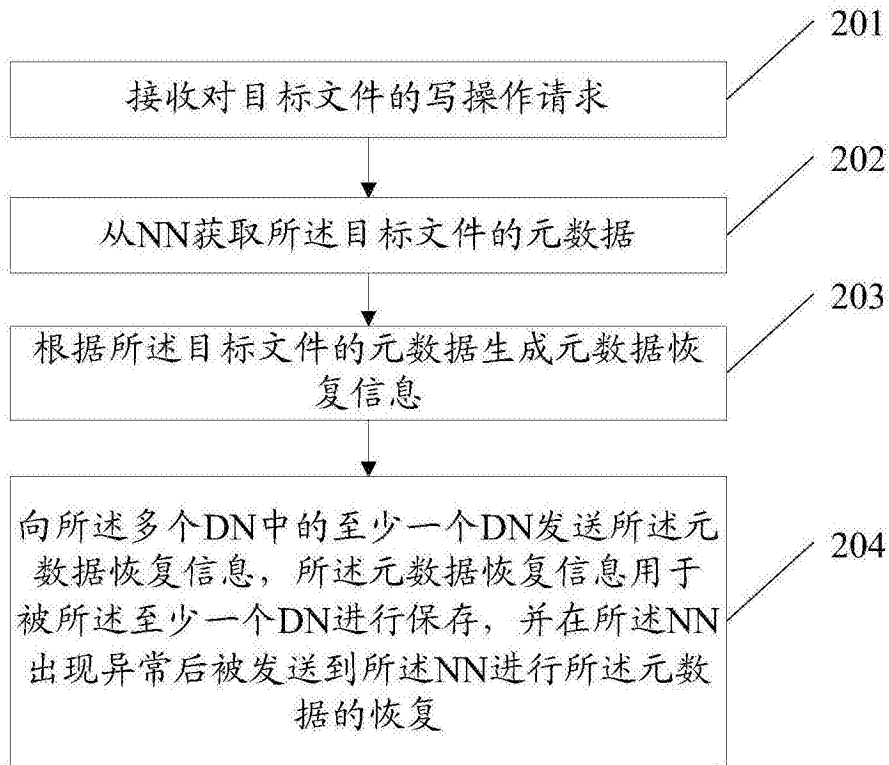 201
接收对目标文件的写操作请求
202
从NN获取所述目标文件的元数据
203
根据所述目标文件的元数据生成元数据恢
复信息
204
向所述多个DN中的至少一个DN发送所述元
数据恢复信息，所述元数据恢复信息用于
被所述至少一个DN进行保存，并在所述NN
出现异常后被发送到所述NN进行所述元数
据的恢复